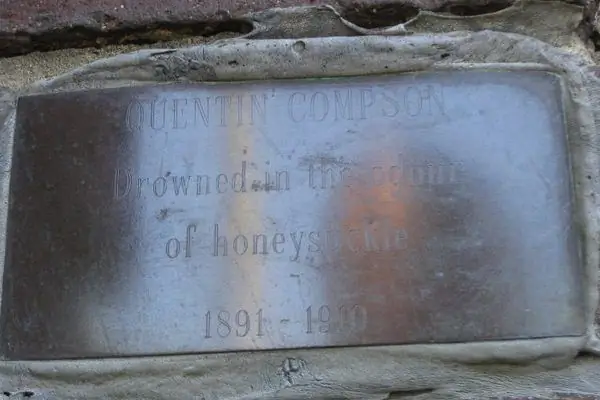 QUENTIN COMPSON
Drowned in the odour
of honeysuckle
1891 - 1910